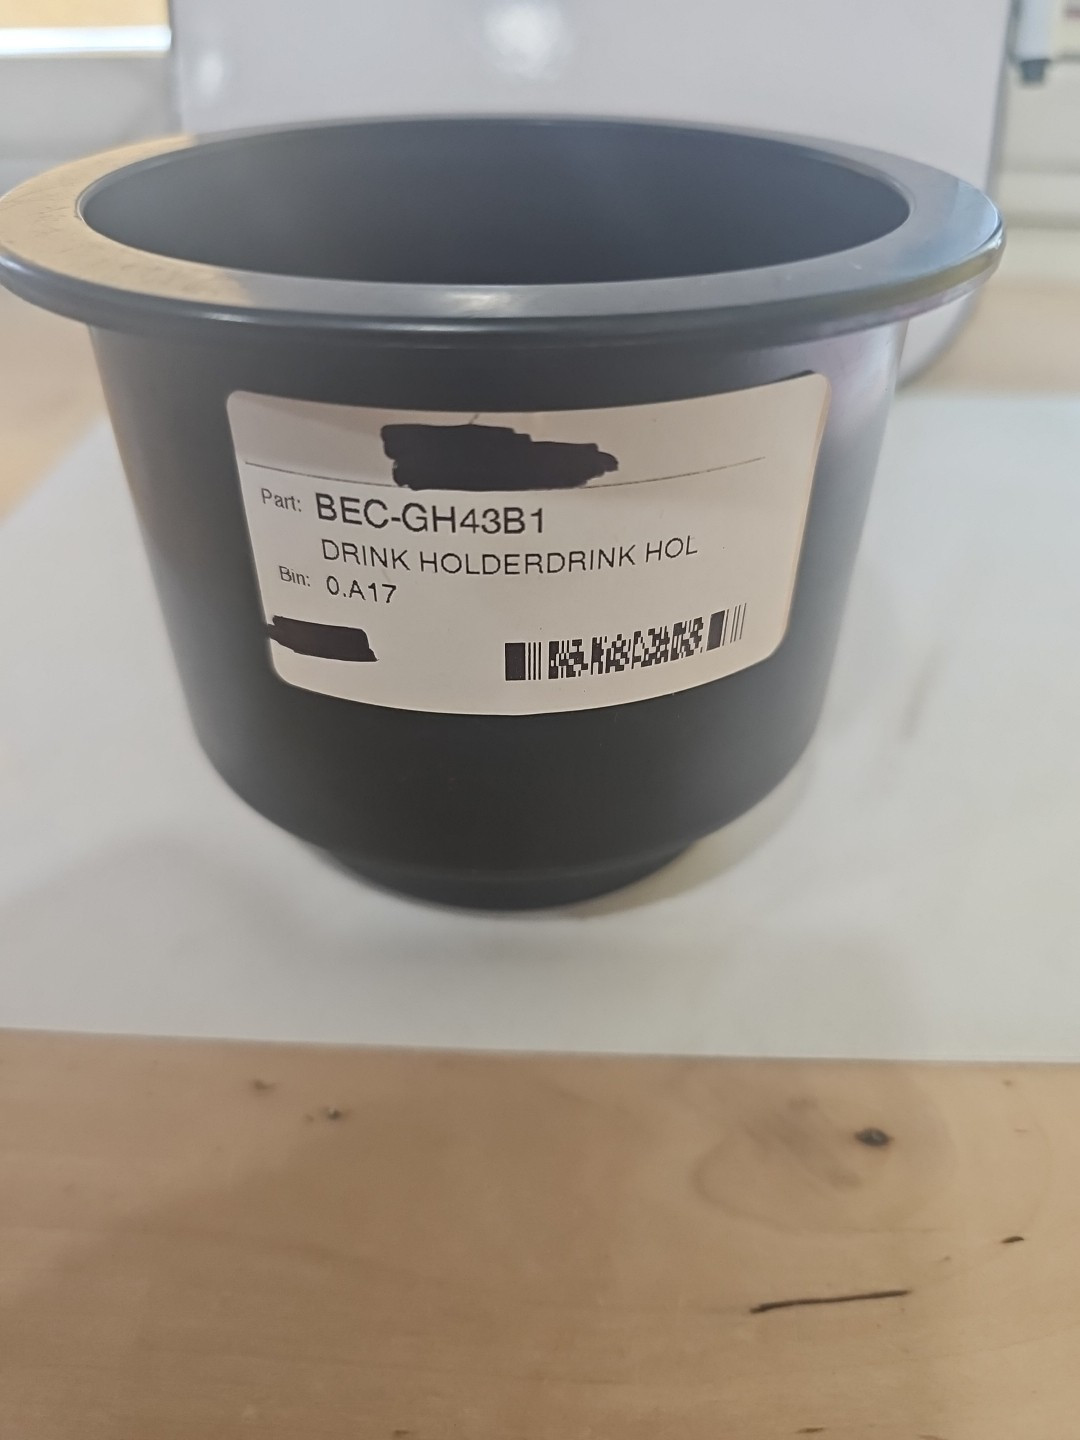 Part: BEC-GH43B1
DRINK HOLDERDRINK HOL
Bin: 0.A17